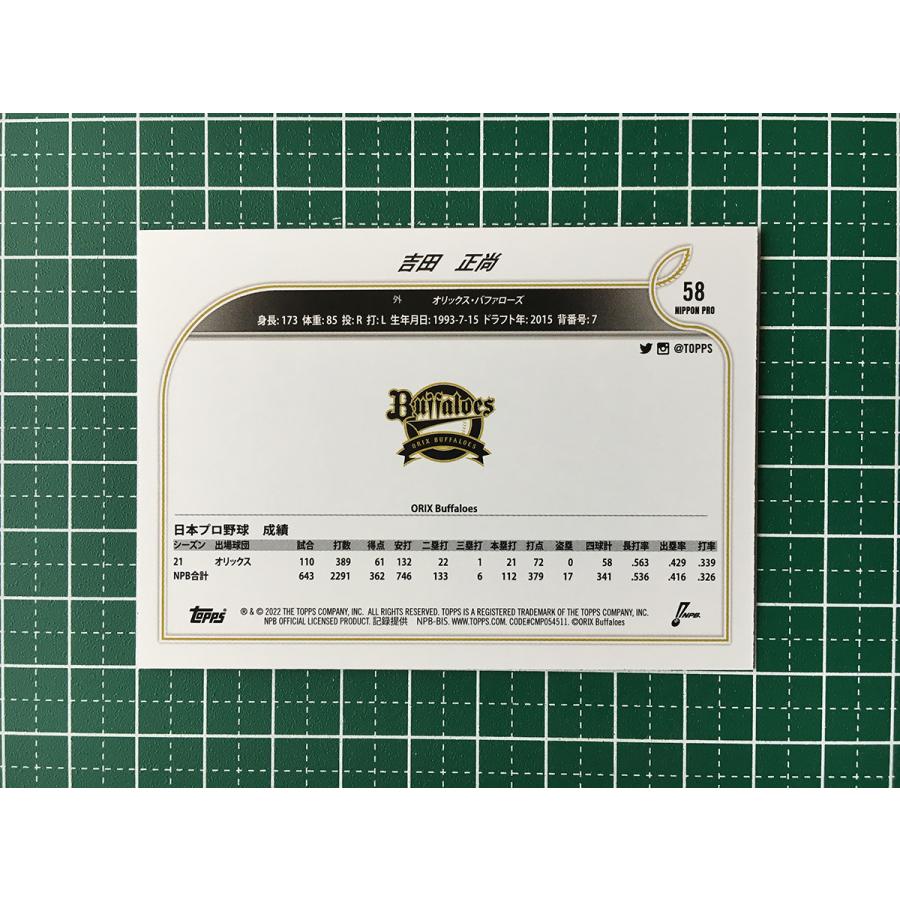 吉田 正尚
58
NIPPON PRO
外 オリックス・バファローズ
身長: 173 体重: 85 投: R 打: L 生年月日: 1993-7-15 ドラフト年: 2015 背番号: 7
@TOPPS
Buffaloes
ORIX BUFFALOES
ORIX Buffaloes
日本プロ野球 成績
シーズン 出場球団 試合 打数 得点 安打 二塁打 三塁打 本塁打 打点 盗塁 四球計 長打率 出塁率 打率
21 オリックス 110 389 61 132 22 1 21 72 0 58 .563 .429 .339
NPB合計 643 2291 362 746 133 6 112 379 17 341 .536 .416 .326
Topps
® & © 2022 THE TOPPS COMPANY, INC. ALL RIGHTS RESERVED. TOPPS IS A REGISTERED TRADEMARK OF THE TOPPS COMPANY, INC.
NPB OFFICIAL LICENSED PRODUCT. 記録提供 NPB-BIS. WWW.TOPPS.COM. CODE#CMP054511. ©ORIX Buffaloes
NPB